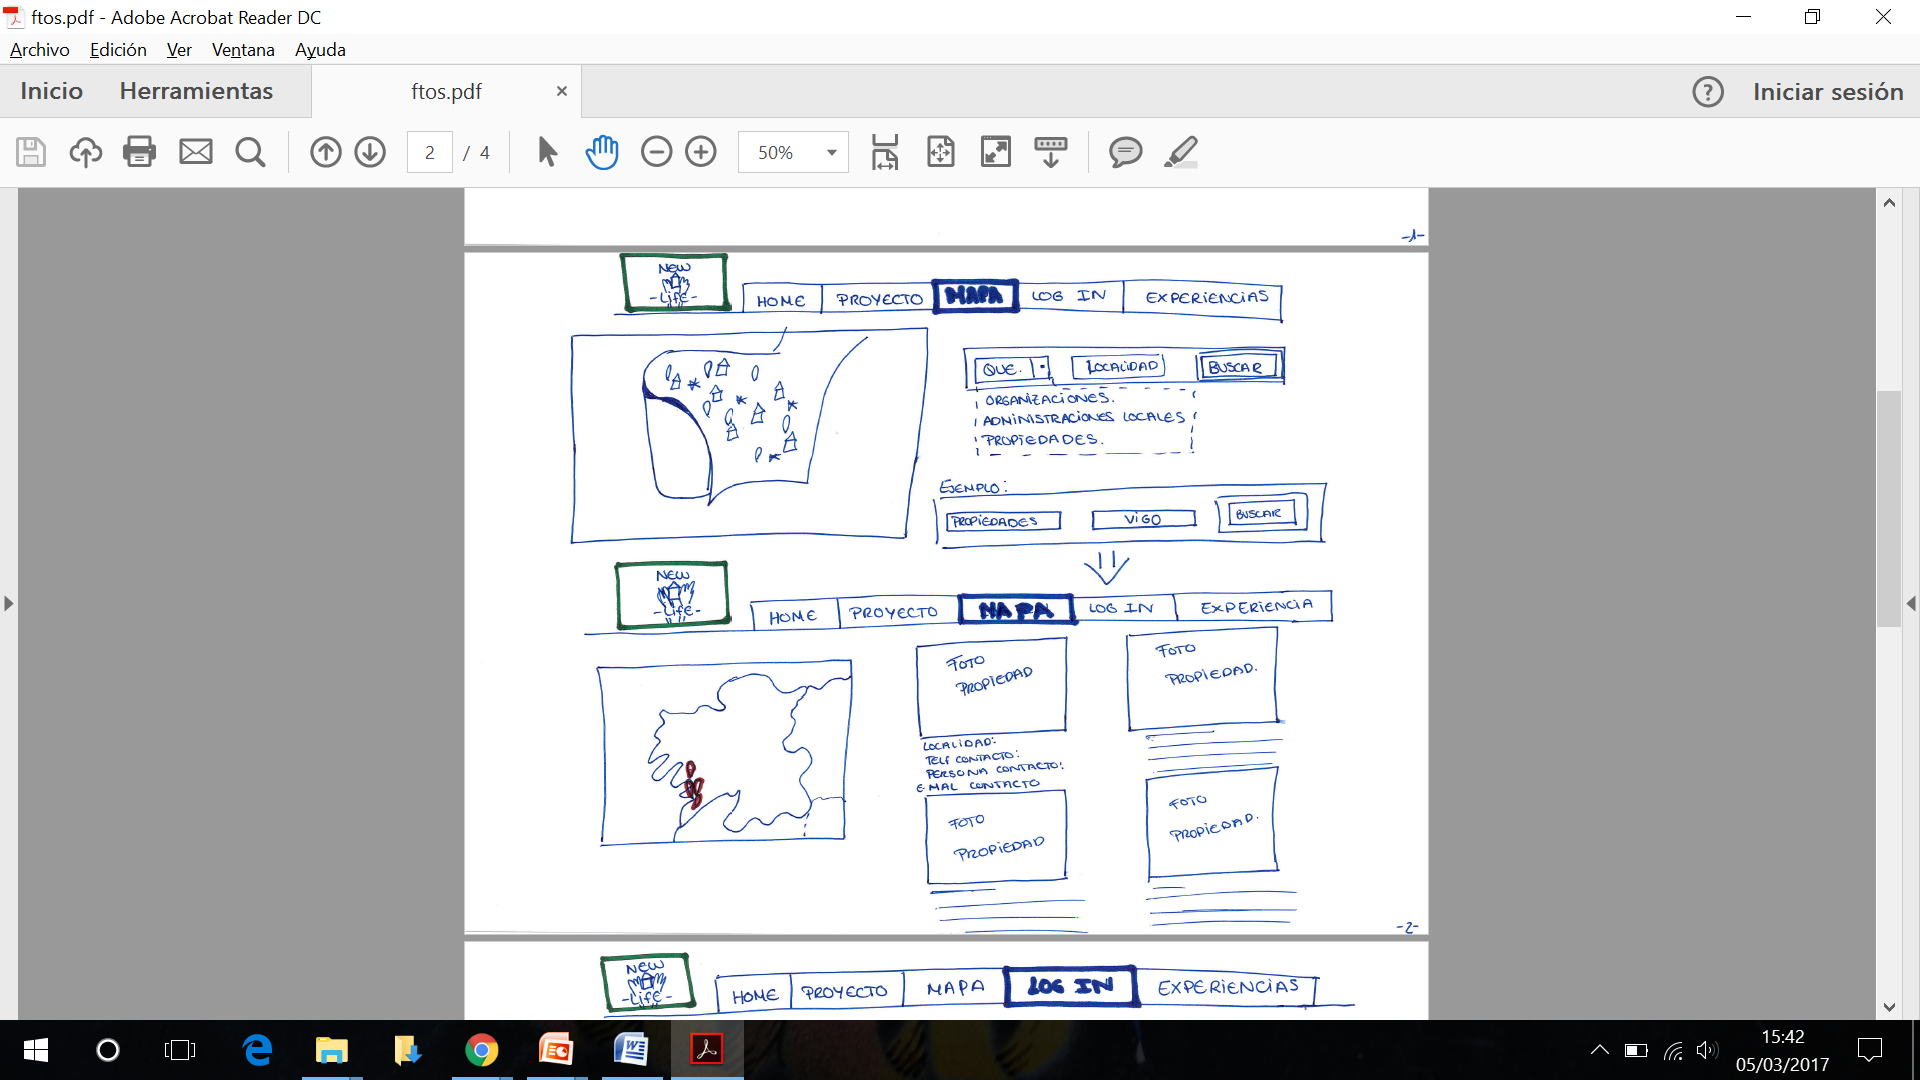 ftos.pdf - Adobe Acrobat Reader DC
Archivo Edición Ver Ventana Ayuda
Inicio Herramientas ftos.pdf Iniciar sesión
2 / 4 50%
-1-
NEW
-Life-
HOME PROYECTO MAPA LOG IN EXPERIENCIAS
QUE. LOCALIDAD BUSCAR
ORGANIZACIONES.
ADMINISTRACIONES LOCALES
PROPIEDADES.
EJEMPLO:
PROPIEDADES VIGO BUSCAR
NEW
-Life-
HOME PROYECTO MAPA LOG IN EXPERIENCIA
FOTO
PROPIEDAD
FOTO
PROPIEDAD.
LOCALIDAD:
TELF CONTACTO:
PERSONA CONTACTO:
E-MAL CONTACTO
FOTO
PROPIEDAD
FOTO
PROPIEDAD.
-2-
NEW
-Life-
HOME PROYECTO MAPA LOG IN EXPERIENCIAS
15:42
05/03/2017